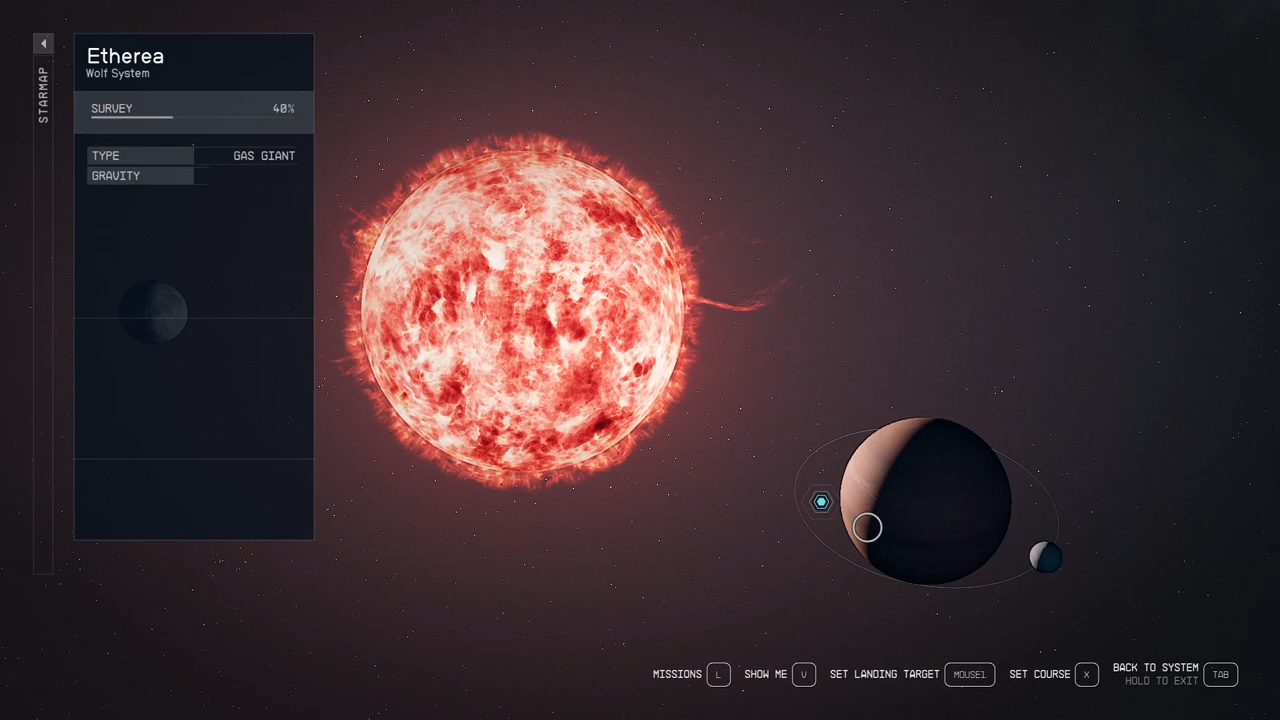 STARMAP
Etherea
Wolf System
SURVEY 40%
TYPE GAS GIANT
GRAVITY
MISSIONS L SHOW ME V SET LANDING TARGET MOUSE1 SET COURSE X BACK TO SYSTEM TAB
HOLD TO EXIT